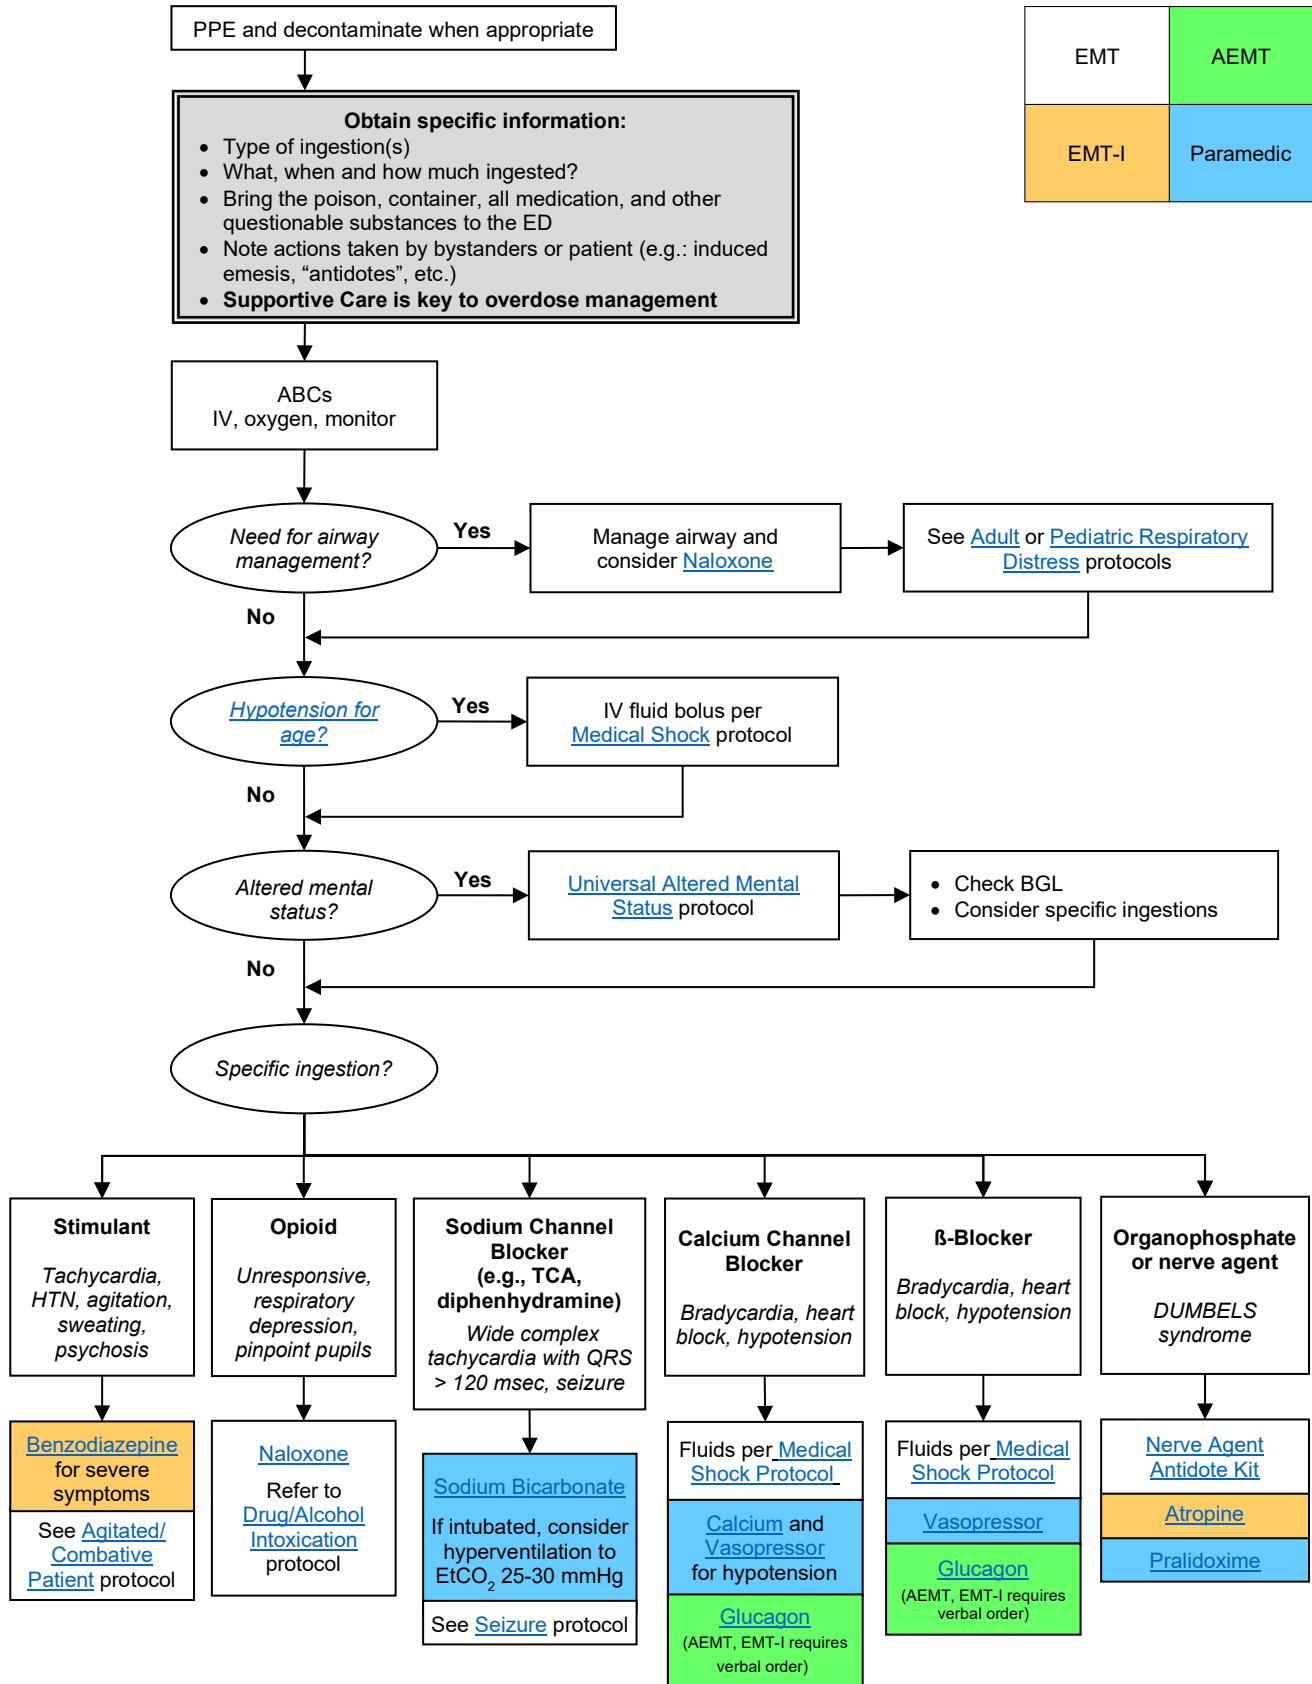 PPE and decontaminate when appropriate
EMT
AEMT
EMT-I
Paramedic
Obtain specific information:
• Type of ingestion(s)
• What, when and how much ingested?
• Bring the poison, container, all medication, and other
questionable substances to the ED
• Note actions taken by bystanders or patient (e.g.: induced
emesis, “antidotes”, etc.)
• Supportive Care is key to overdose management
ABCs
IV, oxygen, monitor
Need for airway
management?
Yes
Manage airway and
consider Naloxone
See Adult or Pediatric Respiratory
Distress protocols
No
Hypotension for
age?
Yes
IV fluid bolus per
Medical Shock protocol
No
Altered mental
status?
Yes
Universal Altered Mental
Status protocol
• Check BGL
• Consider specific ingestions
No
Specific ingestion?
Stimulant
Tachycardia,
HTN, agitation,
sweating,
psychosis
Benzodiazepine
for severe
symptoms
See Agitated/
Combative
Patient protocol
Opioid
Unresponsive,
respiratory
depression,
pinpoint pupils
Naloxone
Refer to
Drug/Alcohol
Intoxication
protocol
Sodium Channel
Blocker
(e.g., TCA,
diphenhydramine)
Wide complex
tachycardia with QRS
> 120 msec, seizure
Sodium Bicarbonate
If intubated, consider
hyperventilation to
EtCO2 25-30 mmHg
See Seizure protocol
Calcium Channel
Blocker
Bradycardia, heart
block, hypotension
Fluids per Medical
Shock Protocol
Calcium and
Vasopressor
for hypotension
Glucagon
(AEMT, EMT-I requires
verbal order)
ß-Blocker
Bradycardia, heart
block, hypotension
Fluids per Medical
Shock Protocol
Vasopressor
Glucagon
(AEMT, EMT-I requires
verbal order)
Organophosphate
or nerve agent
DUMBELS
syndrome
Nerve Agent
Antidote Kit
Atropine
Pralidoxime